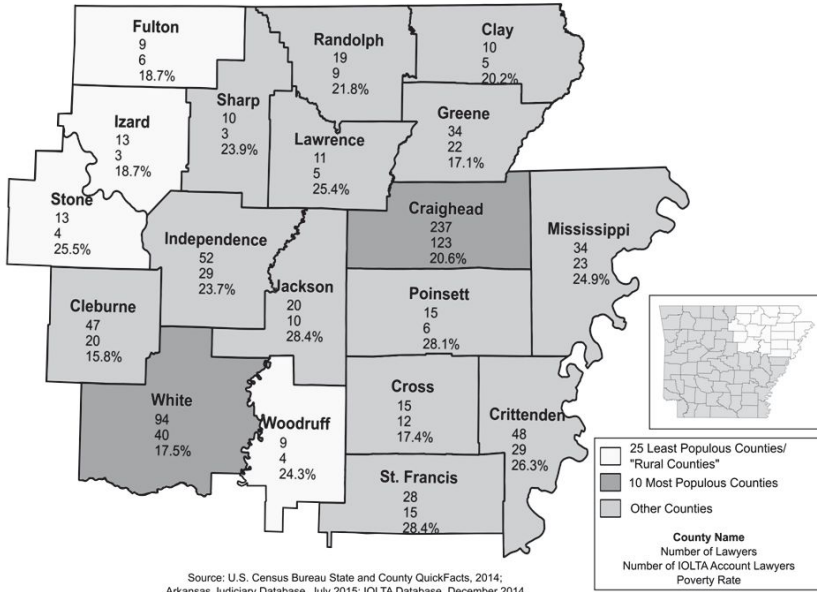 Fulton
9
6
18.7%
Randolph
19
9
21.8%
Clay
10
5
20.2%
Izard
13
3
18.7%
Sharp
10
3
23.9%
Lawrence
11
5
25.4%
Greene
34
22
17.1%
Stone
13
4
25.5%
Independence
52
29
23.7%
Jackson
20
10
28.4%
Craighead
237
123
20.6%
Mississippi
34
23
24.9%
Cleburne
47
20
15.8%
Poinsett
15
6
28.1%
White
94
40
17.5%
Woodruff
9
4
24.3%
Cross
15
12
17.4%
Crittenden
48
29
26.3%
St. Francis
28
15
28.4%
25 Least Populous Counties/
"Rural Counties"
10 Most Populous Counties
Other Counties
County Name
Number of Lawyers
Number of IOLTA Account Lawyers
Poverty Rate
Source: U.S. Census Bureau State and County QuickFacts, 2014;
Arkansas Judiciary Database, July 2015; IOLTA Database, December 2014